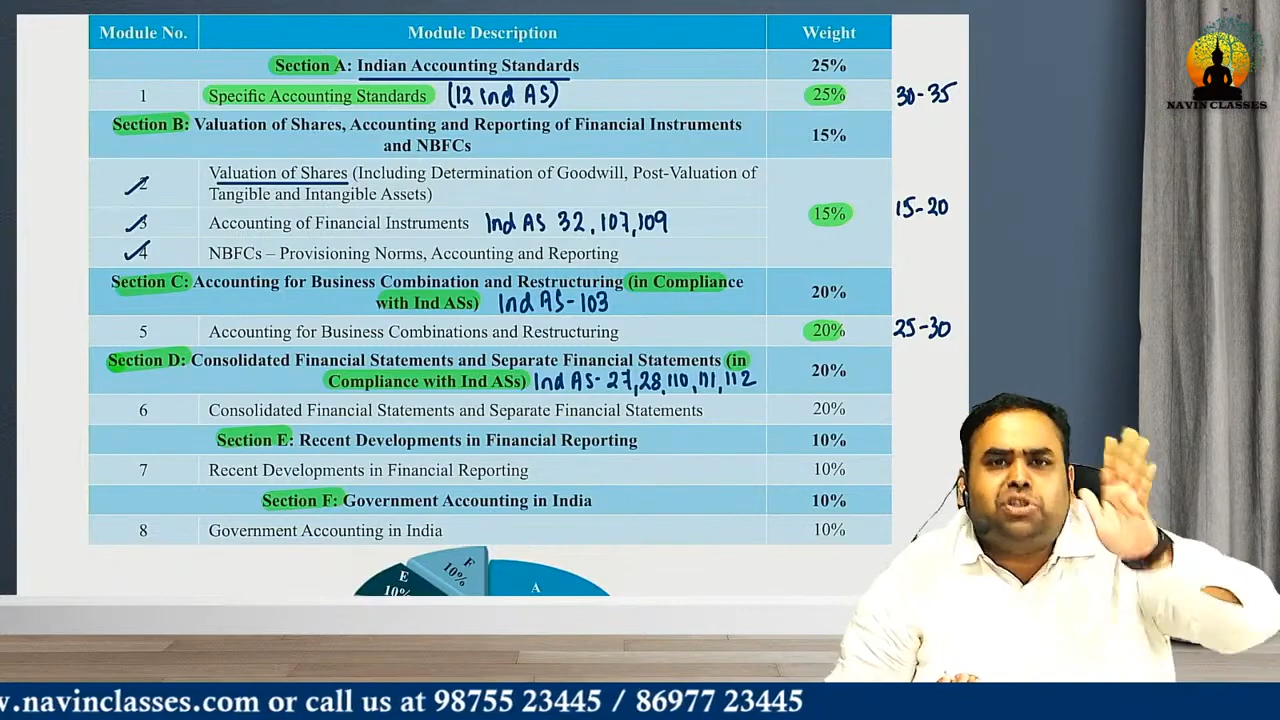 Module No. Module Description Weight
Section A: Indian Accounting Standards 25%
1 Specific Accounting Standards (12 Ind AS) 25% 30-35
NAVIN CLASSES
Section B: Valuation of Shares, Accounting and Reporting of Financial Instruments
and NBFCs 15%
2 Valuation of Shares (Including Determination of Goodwill, Post-Valuation of
Tangible and Intangible Assets)
15% 15-20
Accounting of Financial Instruments Ind AS 32, 107, 109
4 NBFCs – Provisioning Norms, Accounting and Reporting
Section C: Accounting for Business Combination and Restructuring (in Compliance
with Ind ASs) Ind AS-103 20%
5 Accounting for Business Combinations and Restructuring 20% 25-30
Section D: Consolidated Financial Statements and Separate Financial Statements (in
Compliance with Ind ASs) Ind AS- 27, 28, 110, 111, 112 20%
6 Consolidated Financial Statements and Separate Financial Statements 20%
Section E: Recent Developments in Financial Reporting 10%
7 Recent Developments in Financial Reporting 10%
Section F: Government Accounting in India 10%
8 Government Accounting in India 10%
F
10%
E
10%
A
.navinclasses.com or call us at 98755 23445 / 86977 23445